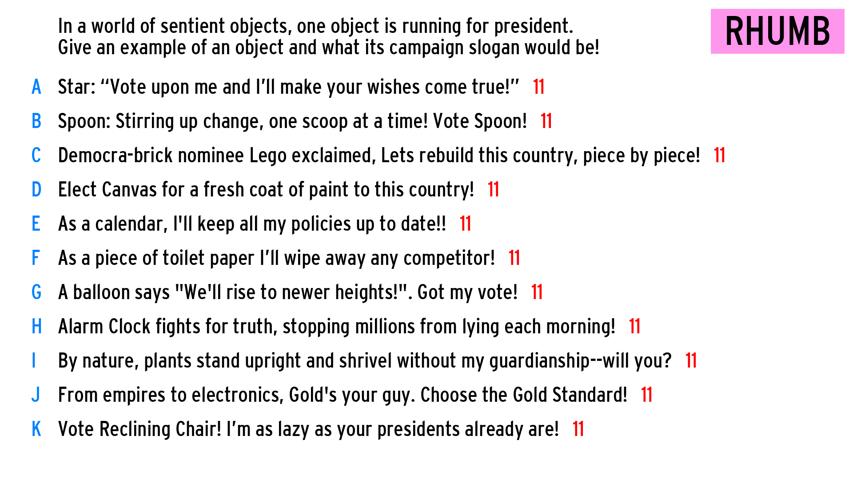 In a world of sentient objects, one object is running for president.
Give an example of an object and what its campaign slogan would be!
RHUMB
A Star: “Vote upon me and I’ll make your wishes come true!” 11
B Spoon: Stirring up change, one scoop at a time! Vote Spoon! 11
C Democra-brick nominee Lego exclaimed, Lets rebuild this country, piece by piece! 11
D Elect Canvas for a fresh coat of paint to this country! 11
E As a calendar, I'll keep all my policies up to date!! 11
F As a piece of toilet paper I’ll wipe away any competitor! 11
G A balloon says "We'll rise to newer heights!". Got my vote! 11
H Alarm Clock fights for truth, stopping millions from lying each morning! 11
I By nature, plants stand upright and shrivel without my guardianship--will you? 11
J From empires to electronics, Gold's your guy. Choose the Gold Standard! 11
K Vote Reclining Chair! I’m as lazy as your presidents already are! 11